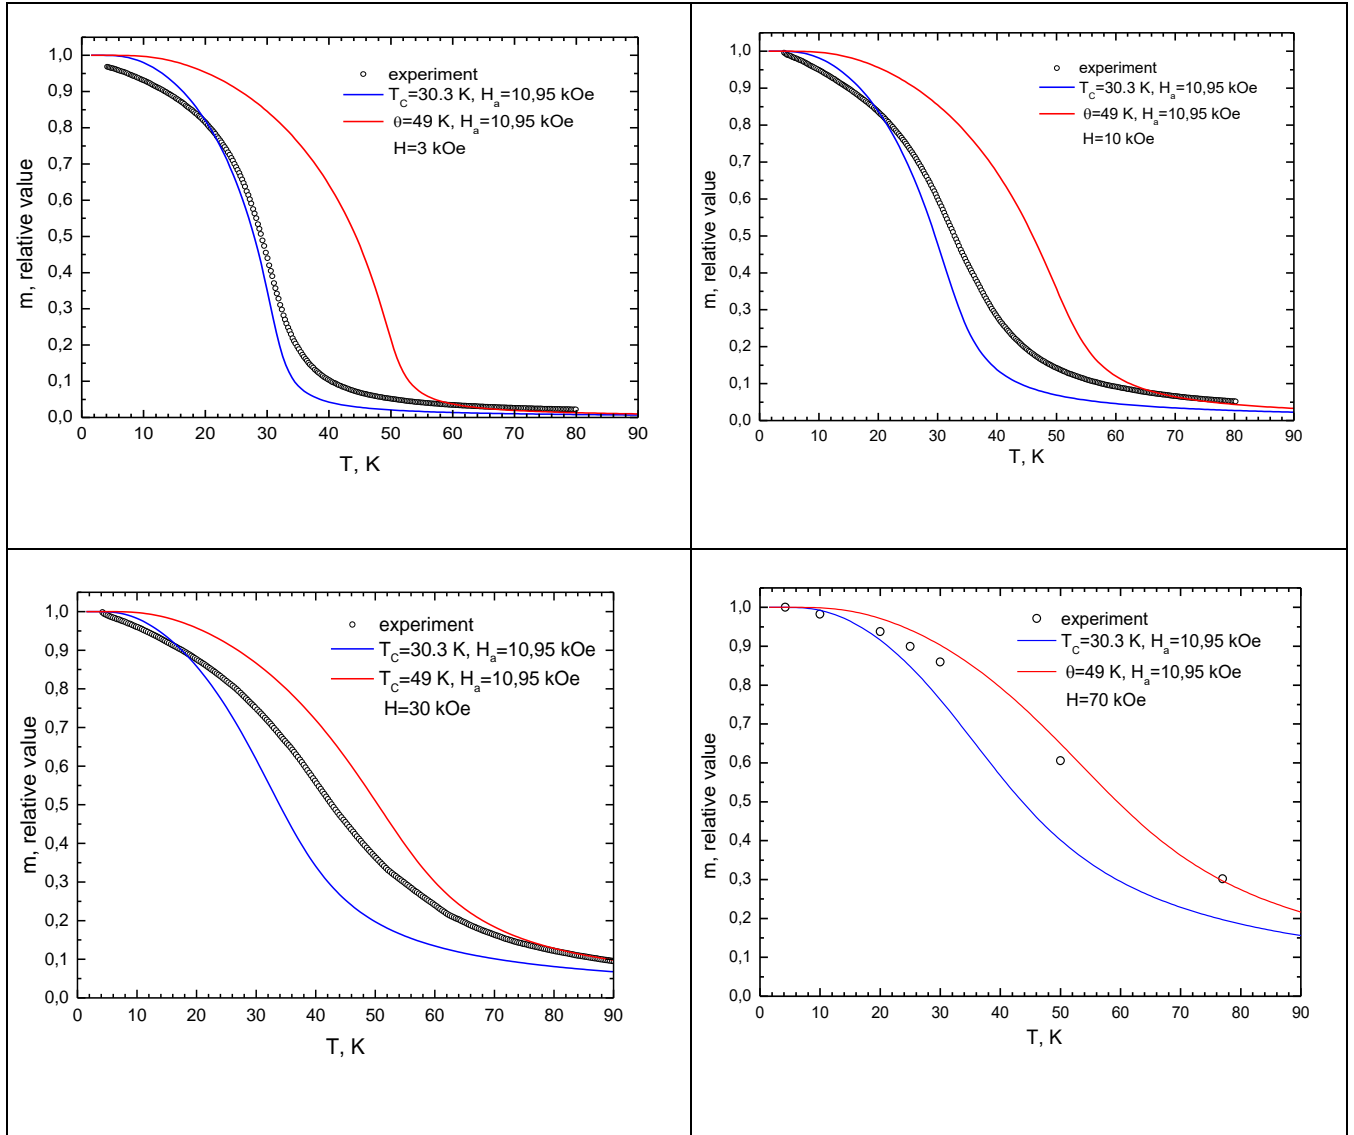 1,0
0,9
0,8
0,7
0,6
0,5
0,4
0,3
0,2
0,1
0,0
m, relative value
experiment
T_C=30.3 K, H_a=10,95 kOe
θ=49 K, H_a=10,95 kOe
H=3 kOe
0 10 20 30 40 50 60 70 80 90
T, K
1,0
0,9
0,8
0,7
0,6
0,5
0,4
0,3
0,2
0,1
0,0
m, relative value
experiment
T_C=30.3 K, H_a=10,95 kOe
θ=49 K, H_a=10,95 kOe
H=10 kOe
0 10 20 30 40 50 60 70 80 90
T, K
1,0
0,9
0,8
0,7
0,6
0,5
0,4
0,3
0,2
0,1
0,0
m, relative value
experiment
T_C=30.3 K, H_a=10,95 kOe
T_C=49 K, H_a=10,95 kOe
H=30 kOe
0 10 20 30 40 50 60 70 80 90
T, K
1,0
0,9
0,8
0,7
0,6
0,5
0,4
0,3
0,2
0,1
0,0
m, relative value
experiment
T_C=30.3 K, H_a=10,95 kOe
θ=49 K, H_a=10,95 kOe
H=70 kOe
0 10 20 30 40 50 60 70 80 90
T, K